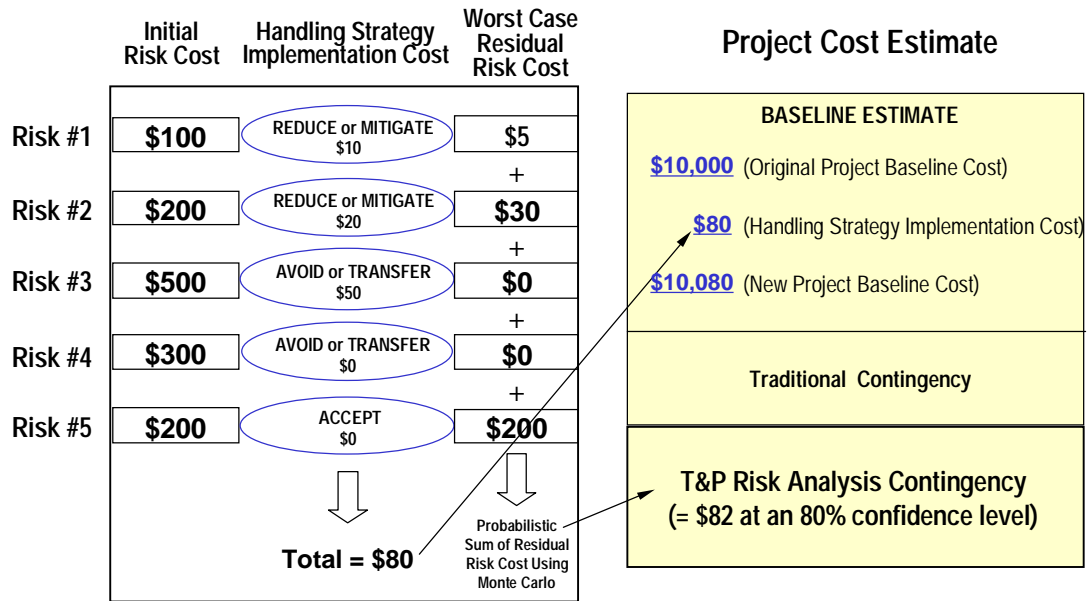 Initial
Risk Cost
Handling Strategy
Implementation Cost
Worst Case
Residual
Risk Cost
Project Cost Estimate
Risk #1
$100
REDUCE or MITIGATE
$10
$5
+
Risk #2
$200
REDUCE or MITIGATE
$20
$30
+
Risk #3
$500
AVOID or TRANSFER
$50
$0
+
Risk #4
$300
AVOID or TRANSFER
$0
$0
+
Risk #5
$200
ACCEPT
$0
$200
Total = $80
Probabilistic
Sum of Residual
Risk Cost Using
Monte Carlo
BASELINE ESTIMATE
$10,000 (Original Project Baseline Cost)
$80 (Handling Strategy Implementation Cost)
$10,080 (New Project Baseline Cost)
Traditional Contingency
T&P Risk Analysis Contingency
(= $82 at an 80% confidence level)